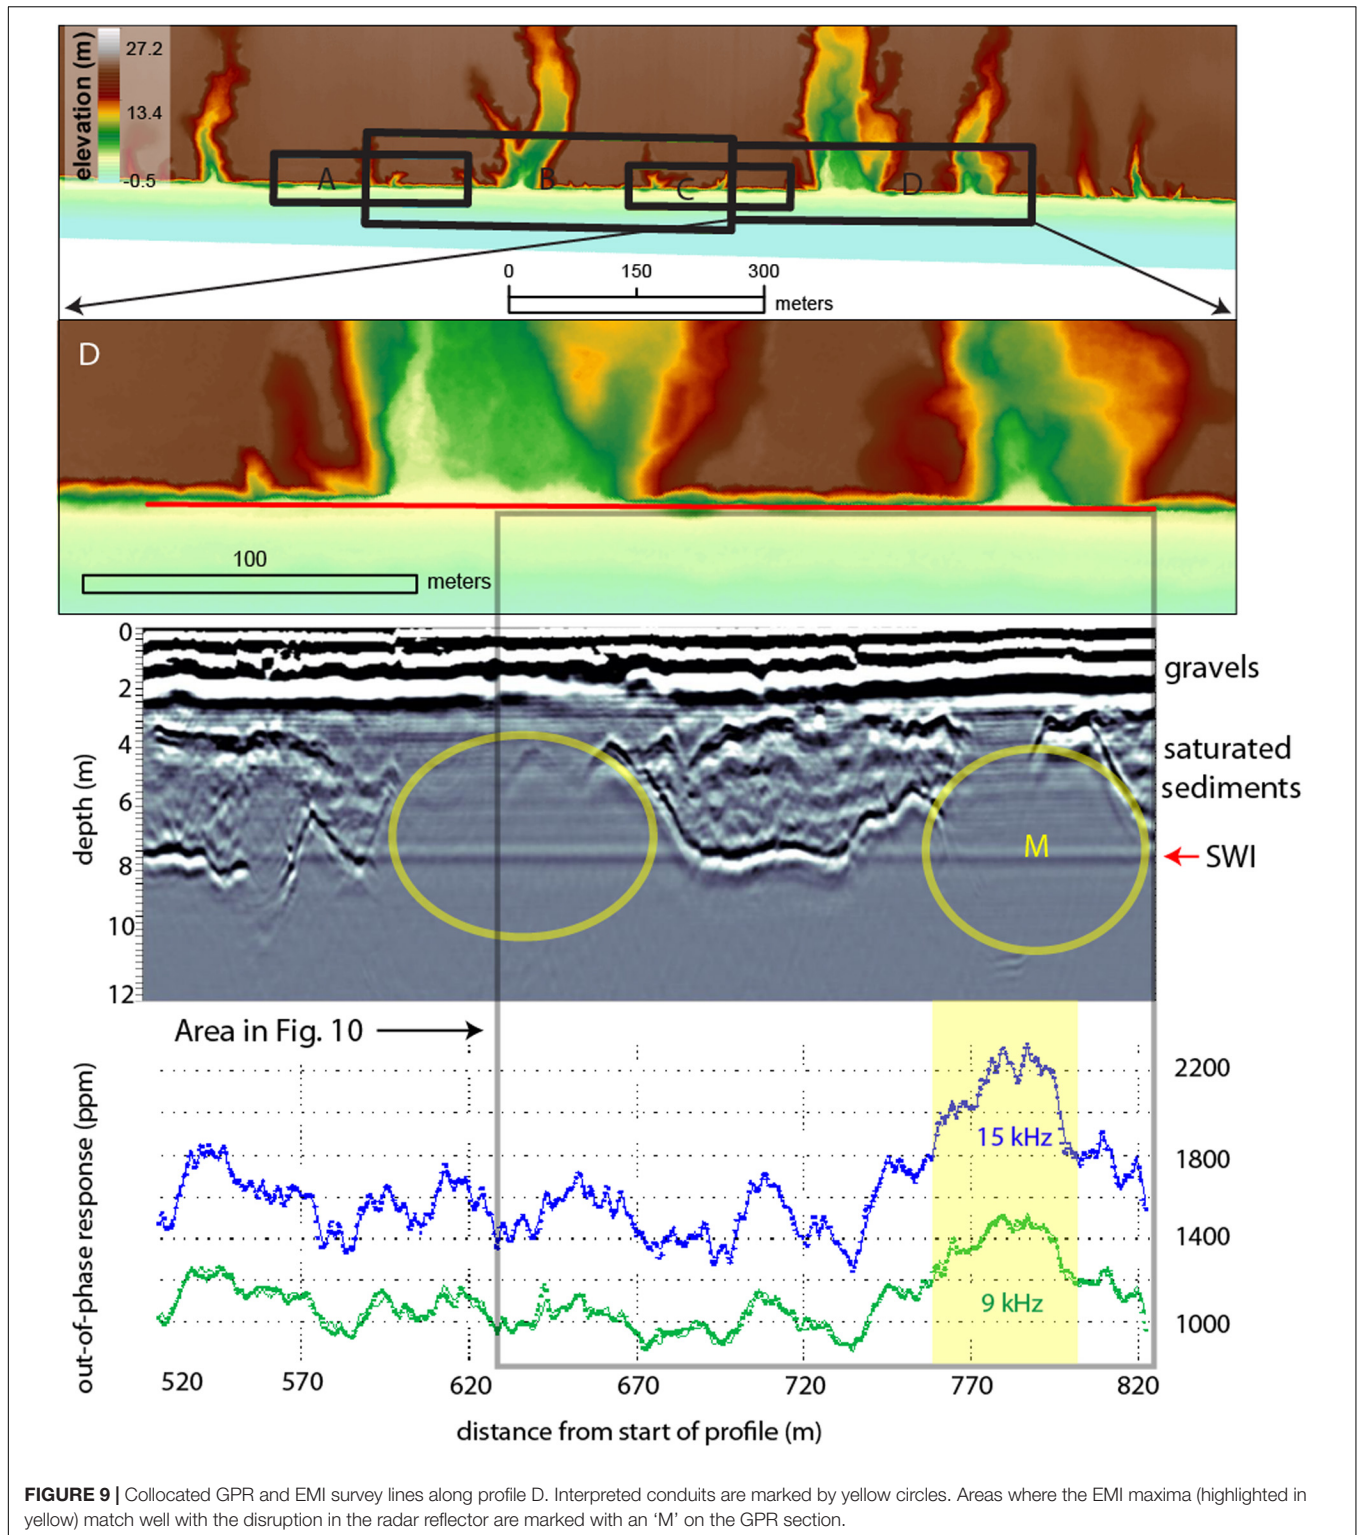 elevation (m)
27.2
13.4
-0.5
A
B
C
D
0 150 300
meters
D
100
meters
0
2
4
6
8
10
12
depth (m)
gravels
saturated
sediments
SWI
M
Area in Fig. 10
out-of-phase response (ppm)
2200
1800
1400
1000
15 kHz
9 kHz
520 570 620 670 720 770 820
distance from start of profile (m)
FIGURE 9 | Collocated GPR and EMI survey lines along profile D. Interpreted conduits are marked by yellow circles. Areas where the EMI maxima (highlighted in
yellow) match well with the disruption in the radar reflector are marked with an ‘M’ on the GPR section.